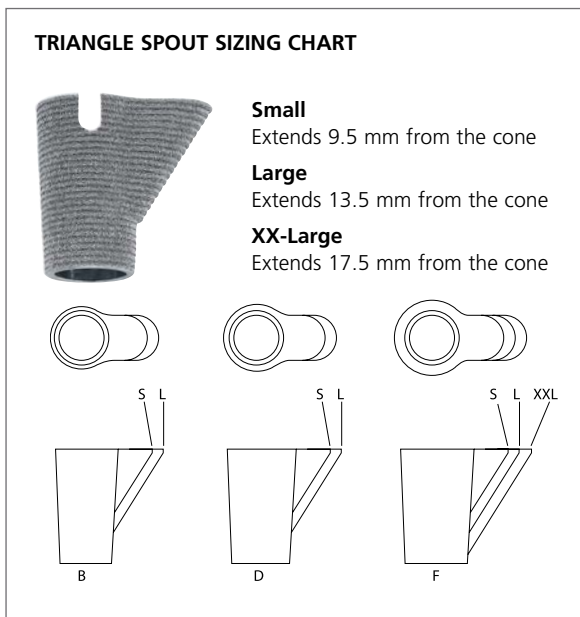 TRIANGLE SPOUT SIZING CHART
Small
Extends 9.5 mm from the cone
Large
Extends 13.5 mm from the cone
XX-Large
Extends 17.5 mm from the cone
S L S L S L XXL
B D F